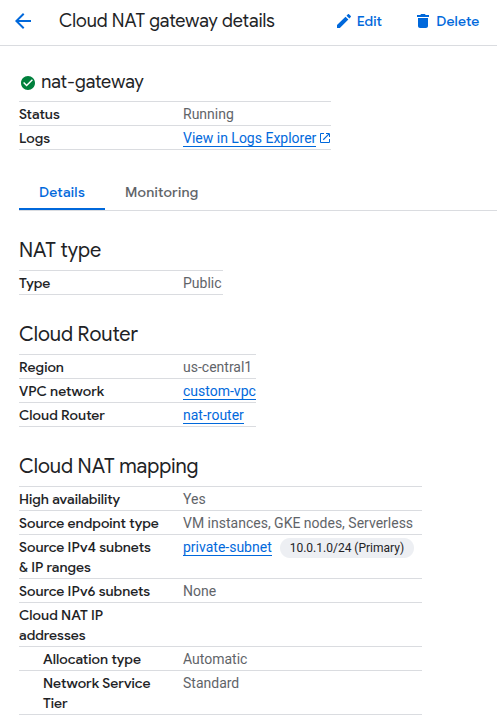 Cloud NAT gateway details Edit Delete
nat-gateway
Status Running
Logs View in Logs Explorer
Details Monitoring
NAT type
Type Public
Cloud Router
Region us-central1
VPC network custom-vpc
Cloud Router nat-router
Cloud NAT mapping
High availability Yes
Source endpoint type VM instances, GKE nodes, Serverless
Source IPv4 subnets private-subnet 10.0.1.0/24 (Primary)
& IP ranges
Source IPv6 subnets None
Cloud NAT IP
addresses
Allocation type Automatic
Network Service Standard
Tier